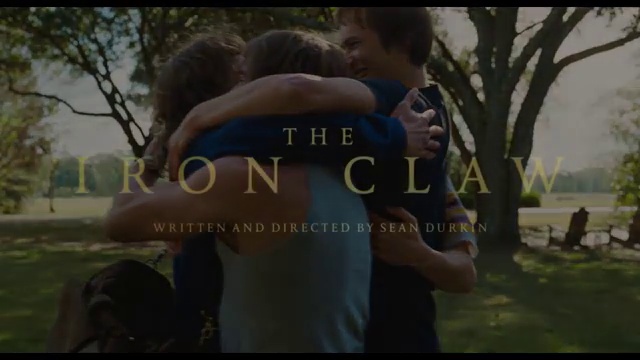 THE
IRON CLAW
WRITTEN AND DIRECTED BY SEAN DURKIN